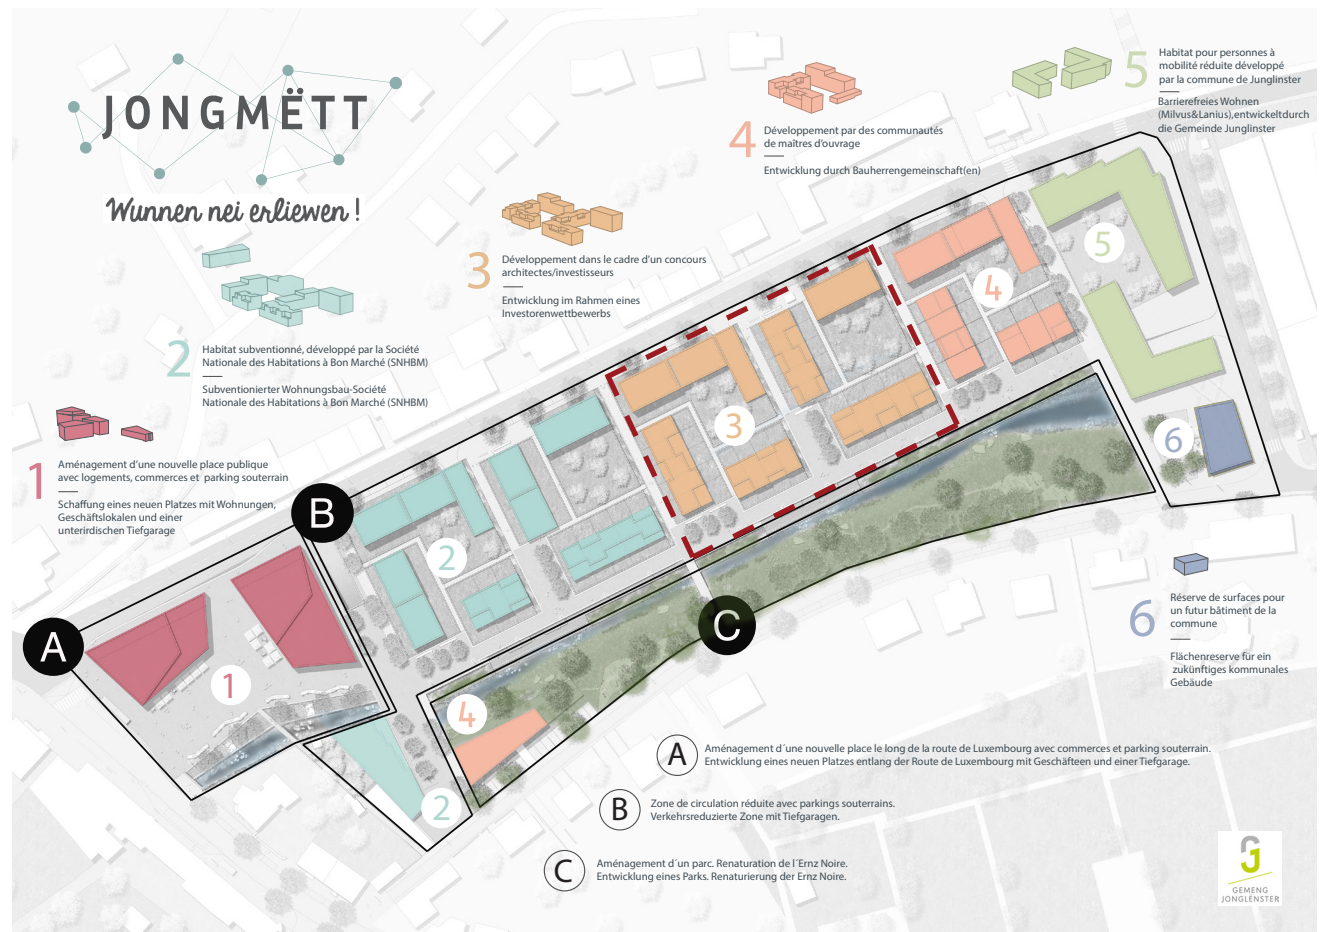 JONGMËTT
Wunnen nei erliewen !
1
Aménagement d'une nouvelle place publique
avec logements, commerces et parking souterrain
Schaffung eines neuen Platzes mit Wohnungen,
Geschäftslokalen und einer
unterirdischen Tiefgarage
2
Habitat subventionné, développé par la Société
Nationale des Habitations à Bon Marché (SNHBM)
Subventionierter Wohnungsbau-Société
Nationale des Habitations à Bon Marché (SNHBM)
3
Développement dans le cadre d'un concours
architectes/investisseurs
Entwicklung im Rahmen eines
Investorenwettbewerbs
4
Développement par des communautés
de maîtres d'ouvrage
Entwicklung durch Bauherrengemeinschaft(en)
5
Habitat pour personnes à
mobilité réduite développé
par la commune de Junglinster
Barrierefreies Wohnen
(Milvus&Lanius),entwickeltdurch
die Gemeinde Junglinster
6
Réserve de surfaces pour
un futur bâtiment de la
commune
Flächenreserve für ein
zukünftiges kommunales
Gebäude
A
B
C
1
2
2
3
4
4
5
6
A
Aménagement d´une nouvelle place le long de la route de Luxembourg avec commerces et parking souterrain.
Entwicklung eines neuen Platzes entlang der Route de Luxembourg mit Geschäfteen und einer Tiefgarage.
B
Zone de circulation réduite avec parkings souterrains.
Verkehrsreduzierte Zone mit Tiefgaragen.
C
Aménagement d´un parc. Renaturation de l´Ernz Noire.
Entwicklung eines Parks. Renaturierung der Ernz Noire.
GEMENG
JONGLËNSTER